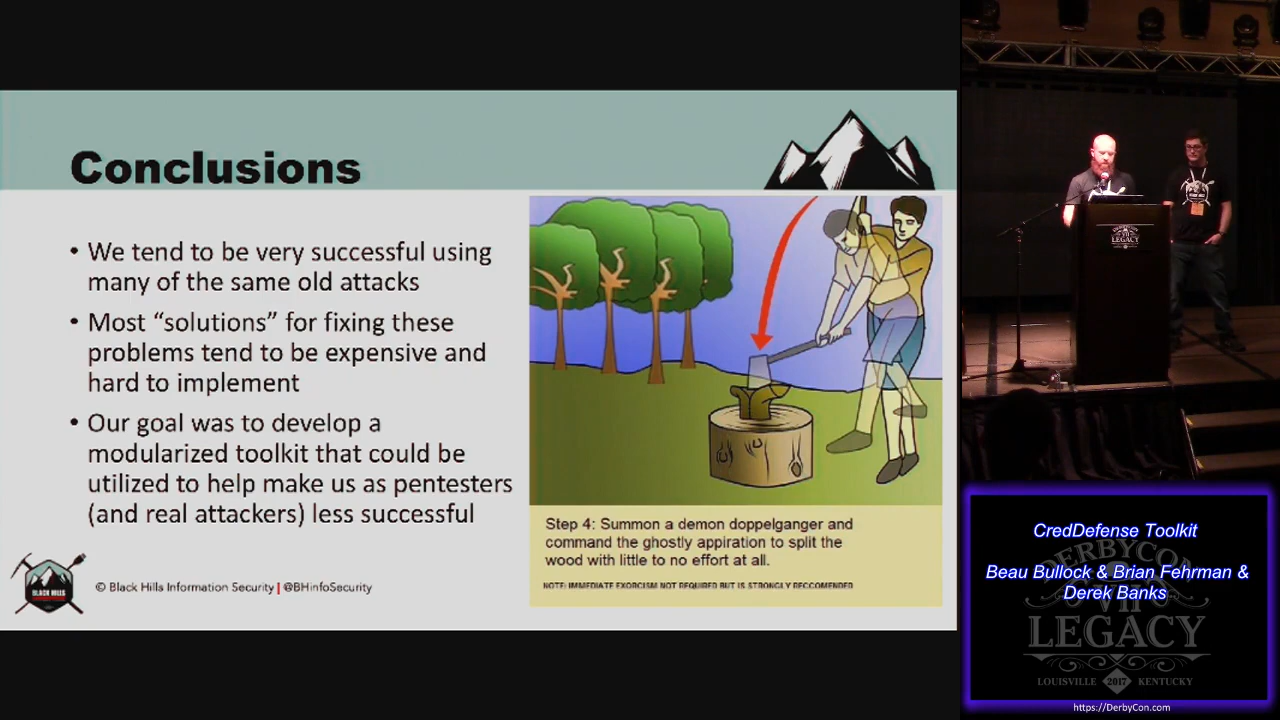 Conclusions
• We tend to be very successful using
many of the same old attacks
• Most “solutions” for fixing these
problems tend to be expensive and
hard to implement
• Our goal was to develop a
modularized toolkit that could be
utilized to help make us as pentesters
(and real attackers) less successful
Step 4: Summon a demon doppelganger and
command the ghostly appiration to split the
wood with little to no effort at all.
NOTE: IMMEDIATE EXORCISM NOT REQUIRED BUT IS STRONGLY RECCOMENDED
BLACK HILLS
© Black Hills Information Security | @BHInfoSecurity
LEGACY
CredDefense Toolkit
Beau Bullock & Brian Fehrman &
Derek Banks
DERBYCON
VII
LEGACY
LOUISVILLE 2017 KENTUCKY
https://DerbyCon.com